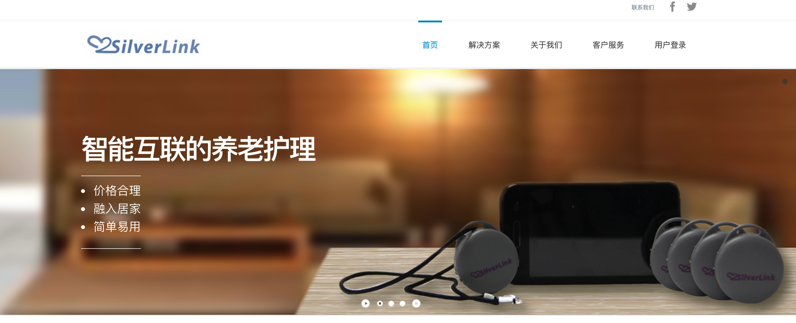 联系我们
SilverLink
首页 解决方案 关于我们 客户服务 用户登录
智能互联的养老护理
价格合理
融入居家
简单易用
SilverLink
SilverLink